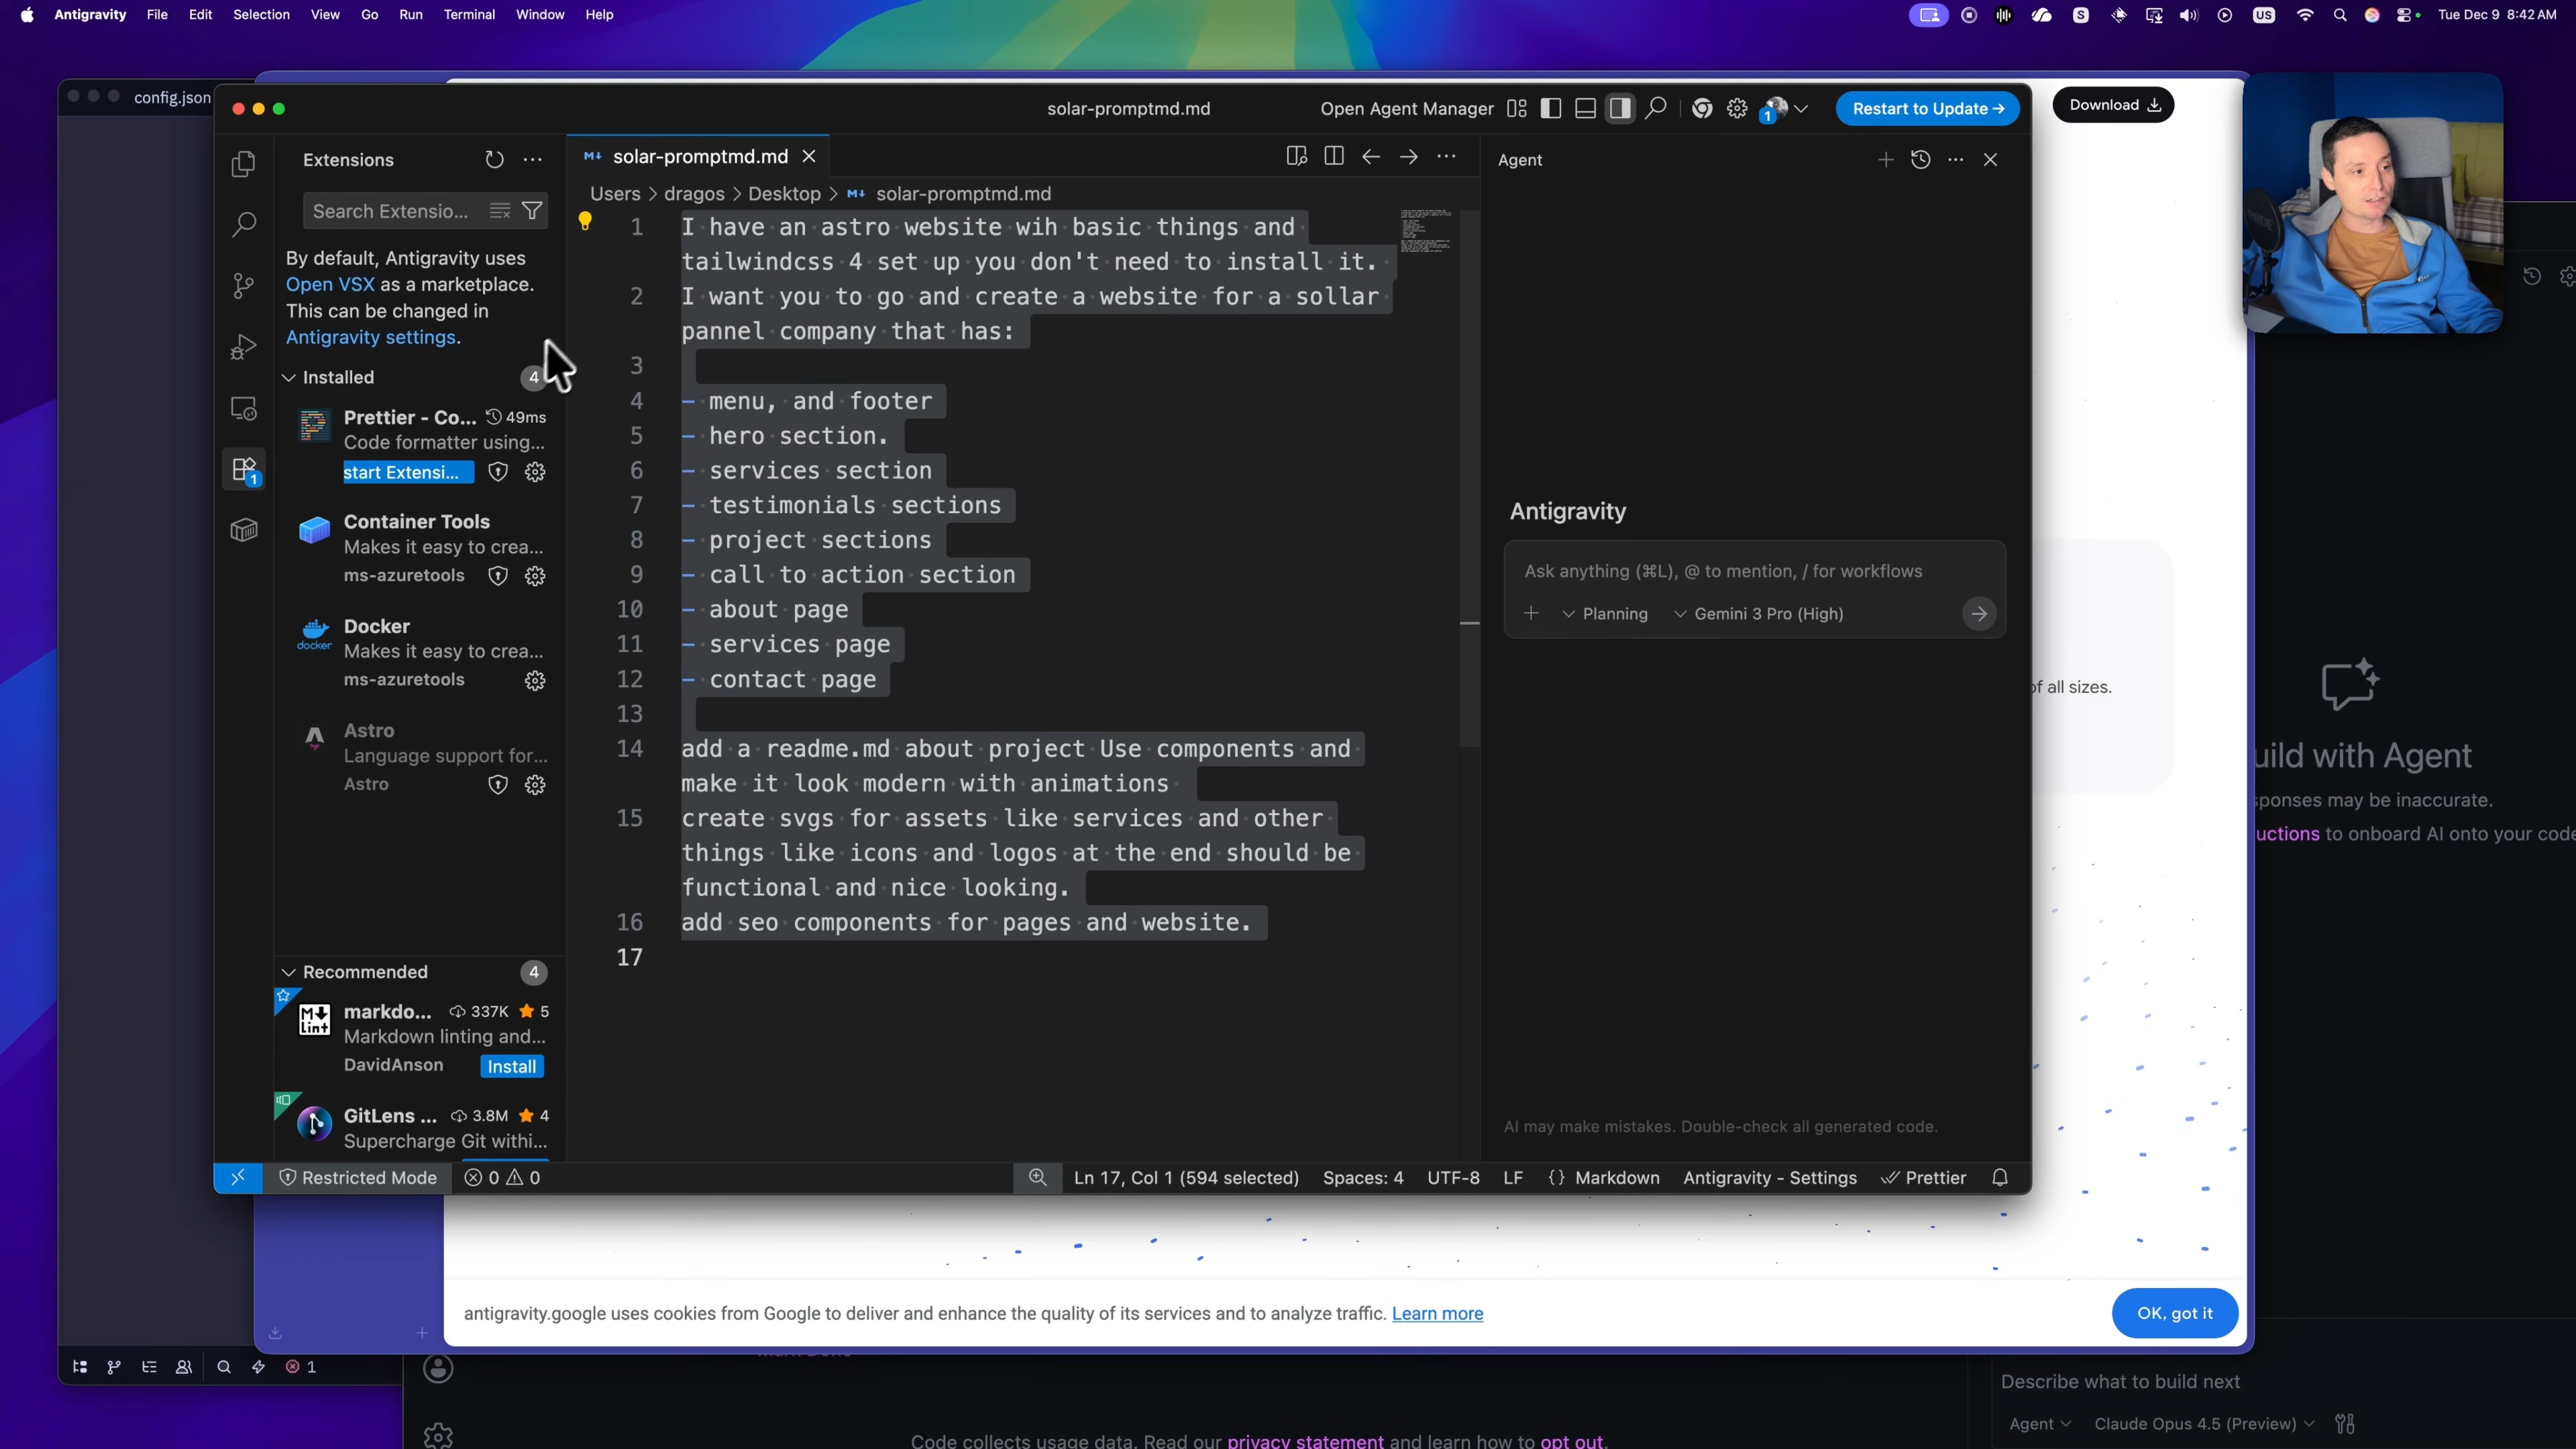 Antigravity File Edit Selection View Go Run Terminal Window Help
S US Tue Dec 9 8:42 AM
config.json
solar-promptmd.md
Open Agent Manager
1
Restart to Update →
Download
Extensions
Search Extensio...
By default, Antigravity uses
Open VSX as a marketplace.
This can be changed in
Antigravity settings.
Installed 4
Prettier - Co... 49ms
Code formatter using...
start Extensi...
1
Container Tools
Makes it easy to crea...
ms-azuretools
docker
Docker
Makes it easy to crea...
ms-azuretools
Astro
Language support for...
Astro
Recommended 4
M lint
markdo... 337K ★ 5
Markdown linting and...
DavidAnson Install
GitLens ... 3.8M ★ 4
Supercharge Git withi...
solar-promptmd.md
Users > dragos > Desktop > solar-promptmd.md
1 I have an astro website wih basic things and
tailwindcss 4 set up you don't need to install it.
2 I want you to go and create a website for a sollar
pannel company that has:
3
4 - menu, and footer
5 - hero section.
6 - services section
7 - testimonials sections
8 - project sections
9 - call to action section
10 - about page
11 - services page
12 - contact page
13
14 add a readme.md about project Use components and
make it look modern with animations
15 create svgs for assets like services and other
things like icons and logos at the end should be
functional and nice looking.
16 add seo components for pages and website.
17
Agent
Antigravity
Ask anything (⌘L), @ to mention, / for workflows
Planning Gemini 3 Pro (High)
AI may make mistakes. Double-check all generated code.
Restricted Mode 0 0
Ln 17, Col 1 (594 selected) Spaces: 4 UTF-8 LF {} Markdown Antigravity - Settings Prettier
of all sizes.
uild with Agent
sponses may be inaccurate.
uctions to onboard AI onto your code
antigravity.google uses cookies from Google to deliver and enhance the quality of its services and to analyze traffic. Learn more
OK, got it
1
Describe what to build next
Agent Claude Opus 4.5 (Preview)
Code collects usage data. Read our privacy statement and learn how to opt out.